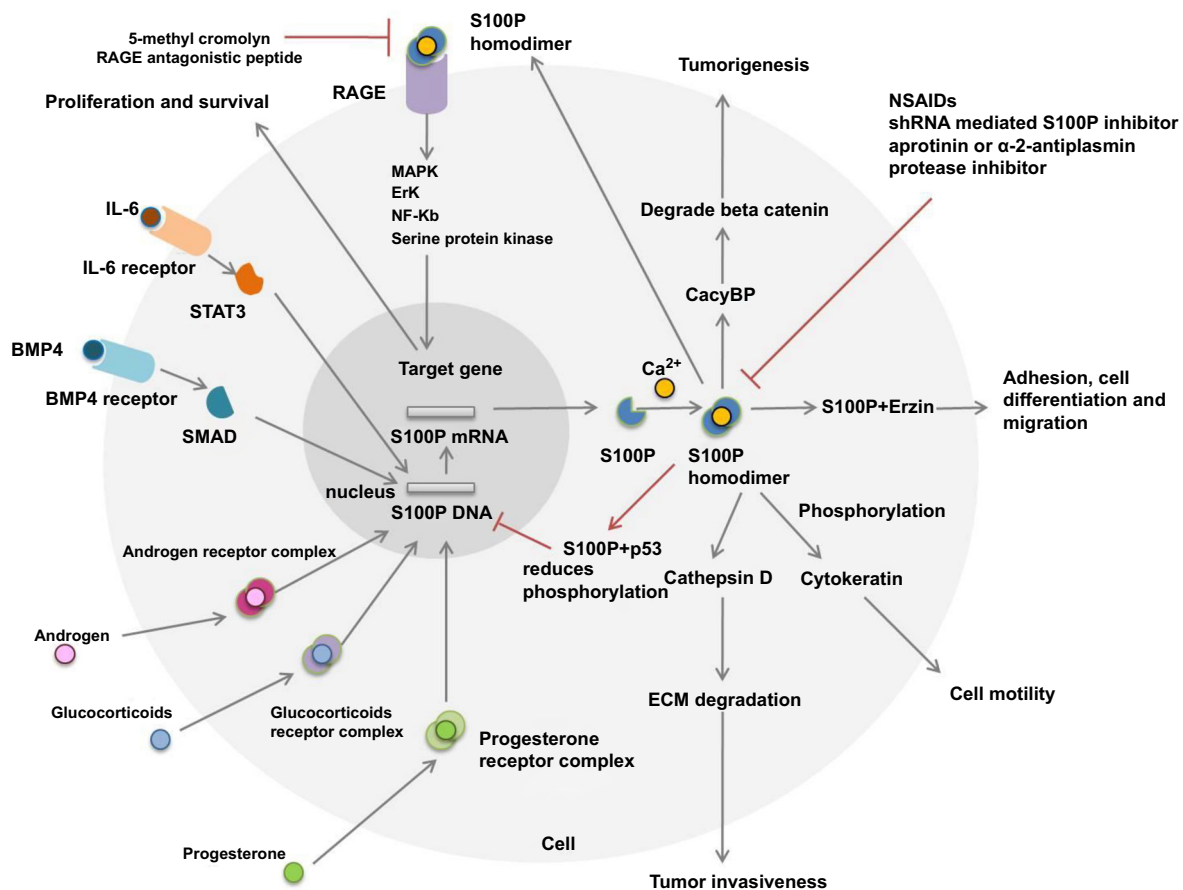 S100P
homodimer
5-methyl cromolyn
RAGE antagonistic peptide
RAGE
Proliferation and survival
Tumorigenesis
NSAIDs
shRNA mediated S100P inhibitor
aprotinin or α-2-antiplasmin
protease inhibitor
MAPK
ErK
NF-Kb
Serine protein kinase
IL-6
IL-6 receptor
STAT3
Degrade beta catenin
CacyBP
BMP4
BMP4 receptor
SMAD
Target gene
S100P mRNA
nucleus
S100P DNA
Ca2+
S100P
S100P
homodimer
S100P+Erzin
Adhesion, cell
differentiation and
migration
Phosphorylation
S100P+p53
reduces
phosphorylation
Cathepsin D
Cytokeratin
Androgen receptor complex
Androgen
Glucocorticoids
Glucocorticoids
receptor complex
Progesterone
receptor complex
ECM degradation
Cell motility
Cell
Progesterone
Tumor invasiveness